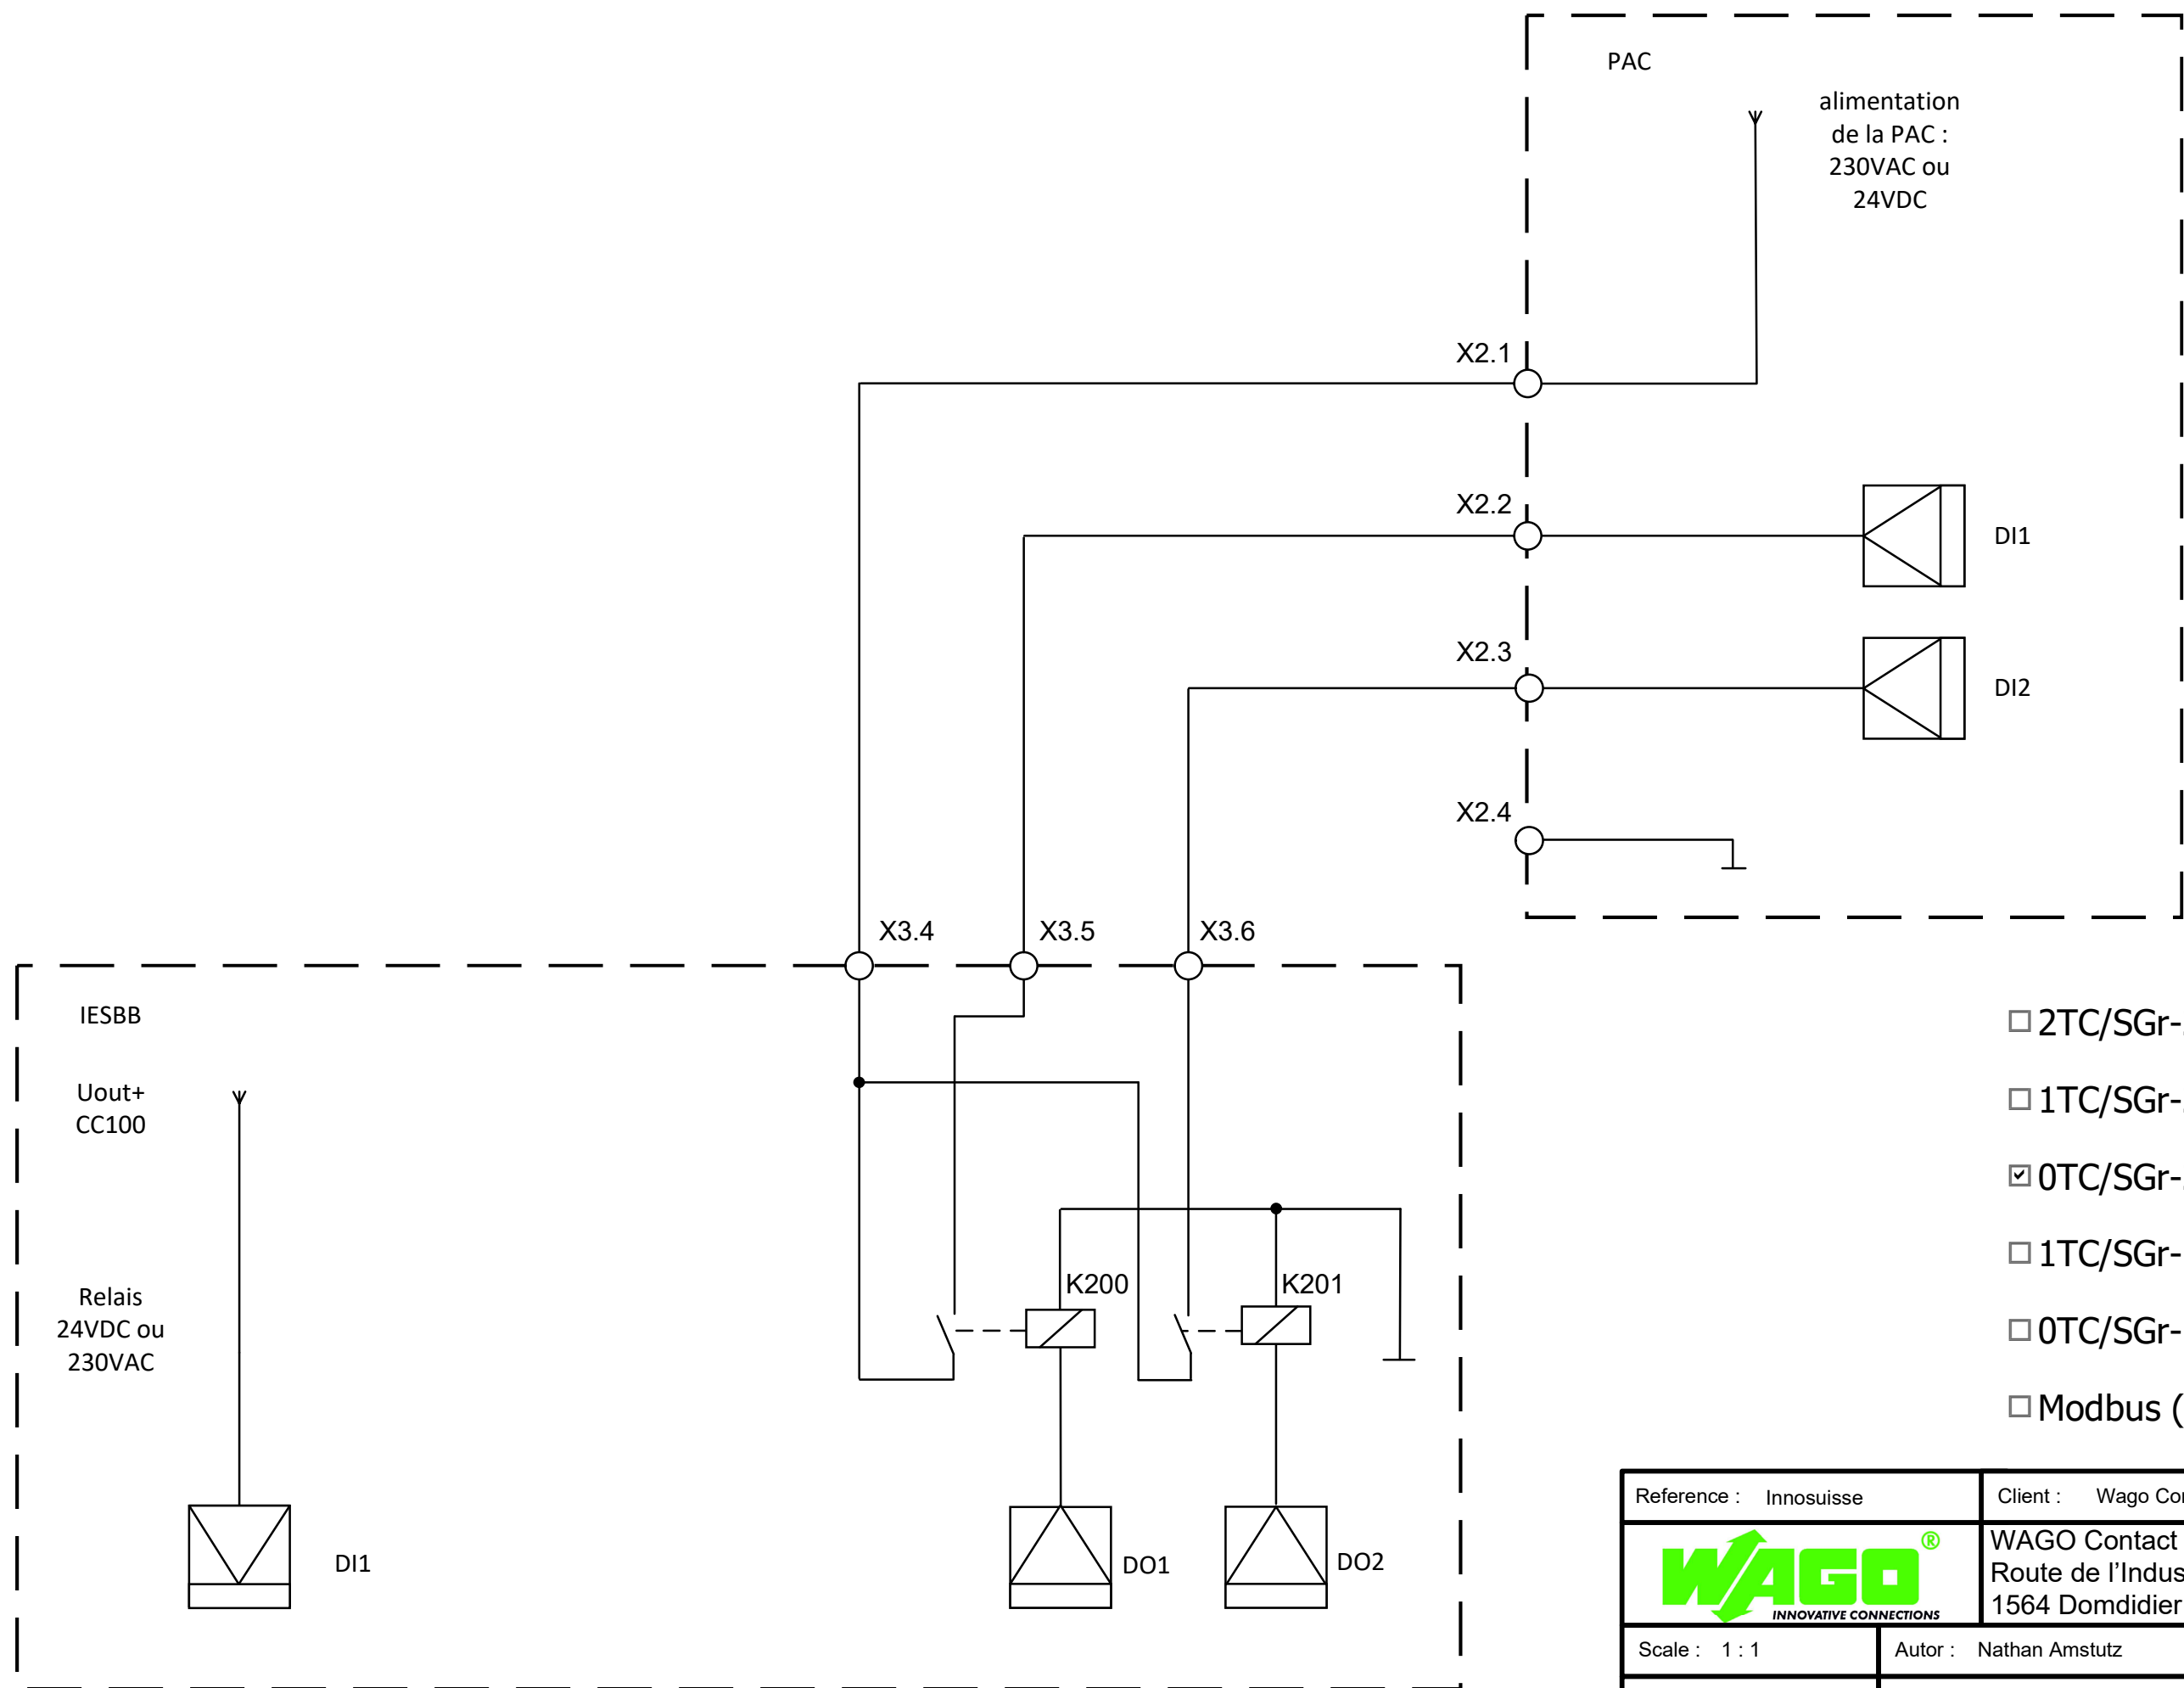 PAC
alimentation
de la PAC :
230VAC ou
24VDC
X2.1
X2.2
DI1
X2.3
DI2
X2.4
X3.4
X3.5
X3.6
IESBB
Uout+
CC100
Relais
24VDC ou
230VAC
K200
K201
DI1
DO1
DO2
2TC/SGr-
1TC/SGr-
0TC/SGr-
1TC/SGr-
0TC/SGr-
Modbus (
Reference : Innosuisse
Client : Wago
WAGO ®
INNOVATIVE CONNECTIONS
WAGO Contact
Route de l’Indus
1564 Domdidier
Scale : 1 : 1
Autor : Nathan Amstutz